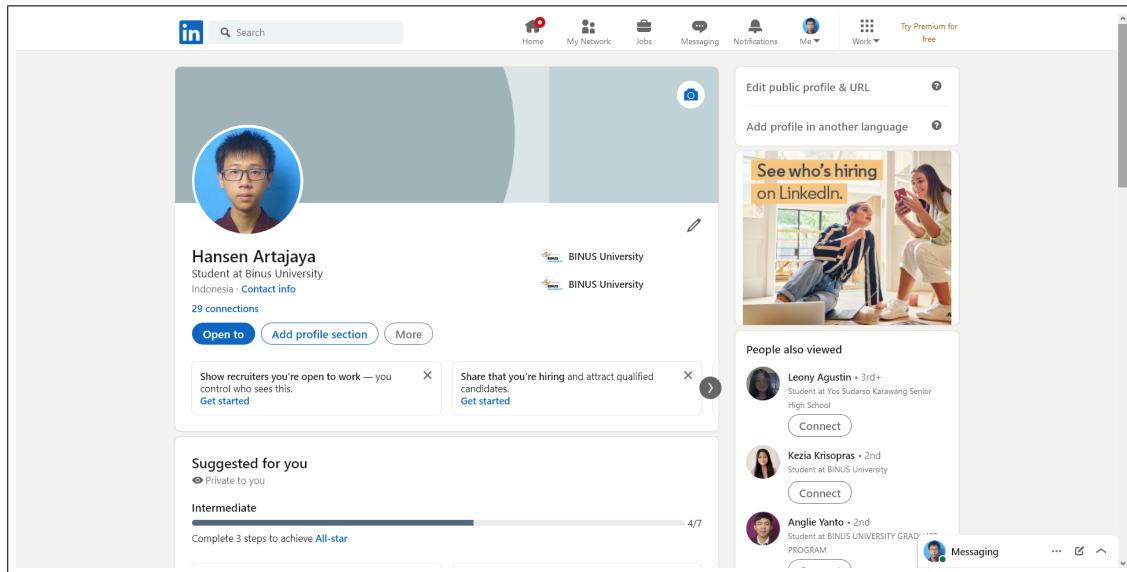 in
Search
Home
My Network
Jobs
Messaging
Notifications
Me
Work
Try Premium for
free
Hansen Artajaya
Student at Binus University
Indonesia · Contact info
29 connections
Open to
Add profile section
More
BINUS University
BINUS University
Show recruiters you're open to work — you
control who sees this.
Get started
Share that you're hiring and attract qualified
candidates.
Get started
Suggested for you
Private to you
Intermediate
4/7
Complete 3 steps to achieve All-star
Edit public profile & URL
Add profile in another language
See who's hiring
on LinkedIn.
People also viewed
Leony Agustin • 3rd+
Student at Yos Sudarso Karawang Senior
High School
Connect
Kezia Krisopras • 2nd
Student at BINUS University
Connect
Anglie Yanto • 2nd
Student at BINUS UNIVERSITY GRADUATE
PROGRAM
Connect
Messaging